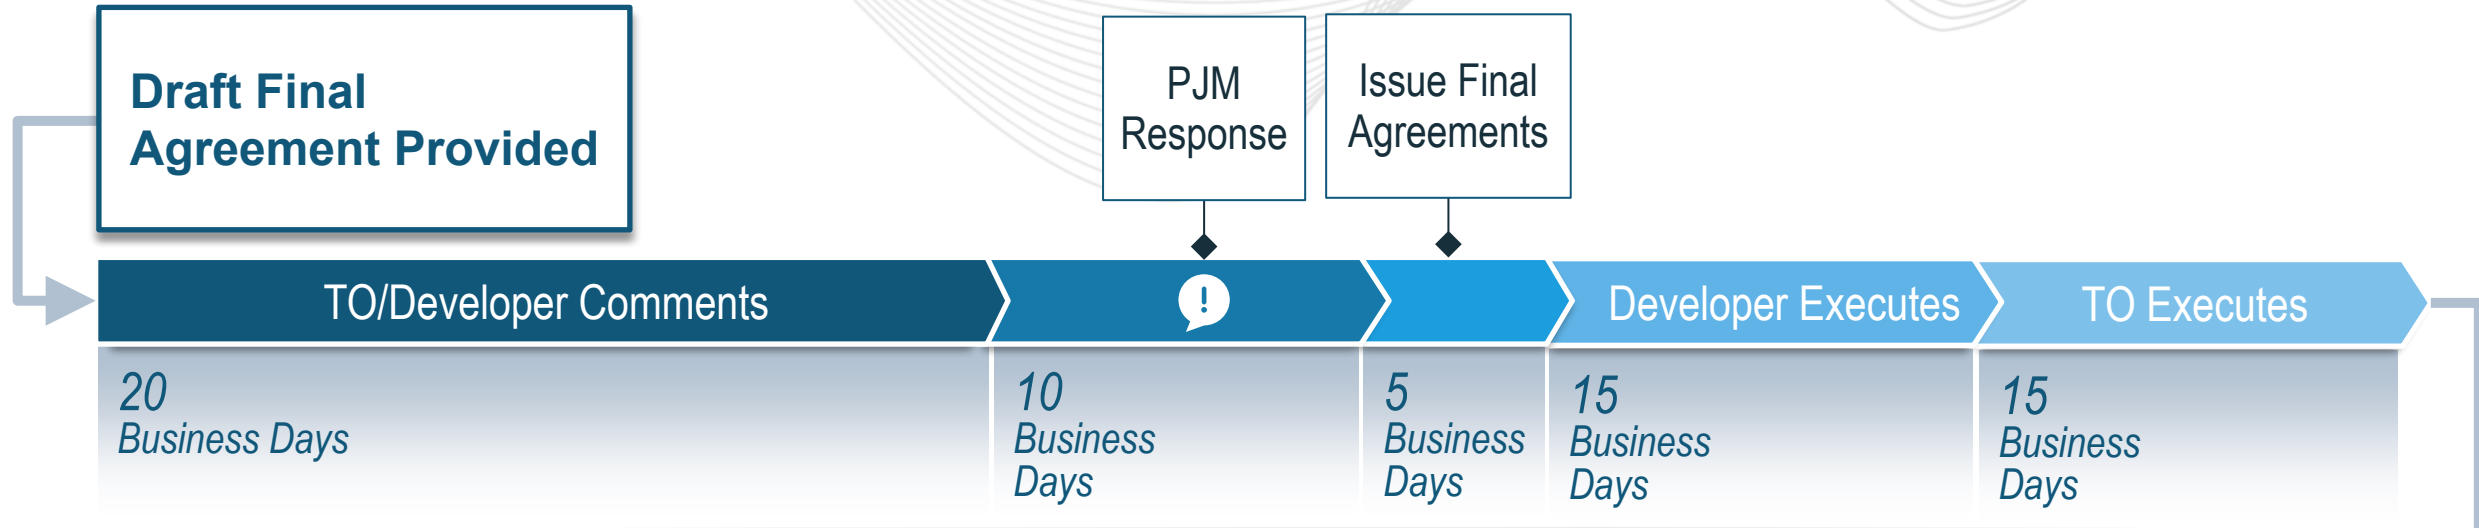 Draft Final
Agreement Provided
PJM
Response
Issue Final
Agreements
TO/Developer Comments
!
Developer Executes
TO Executes
20
Business Days
10
Business
Days
5
Business
Days
15
Business
Days
15
Business
Days